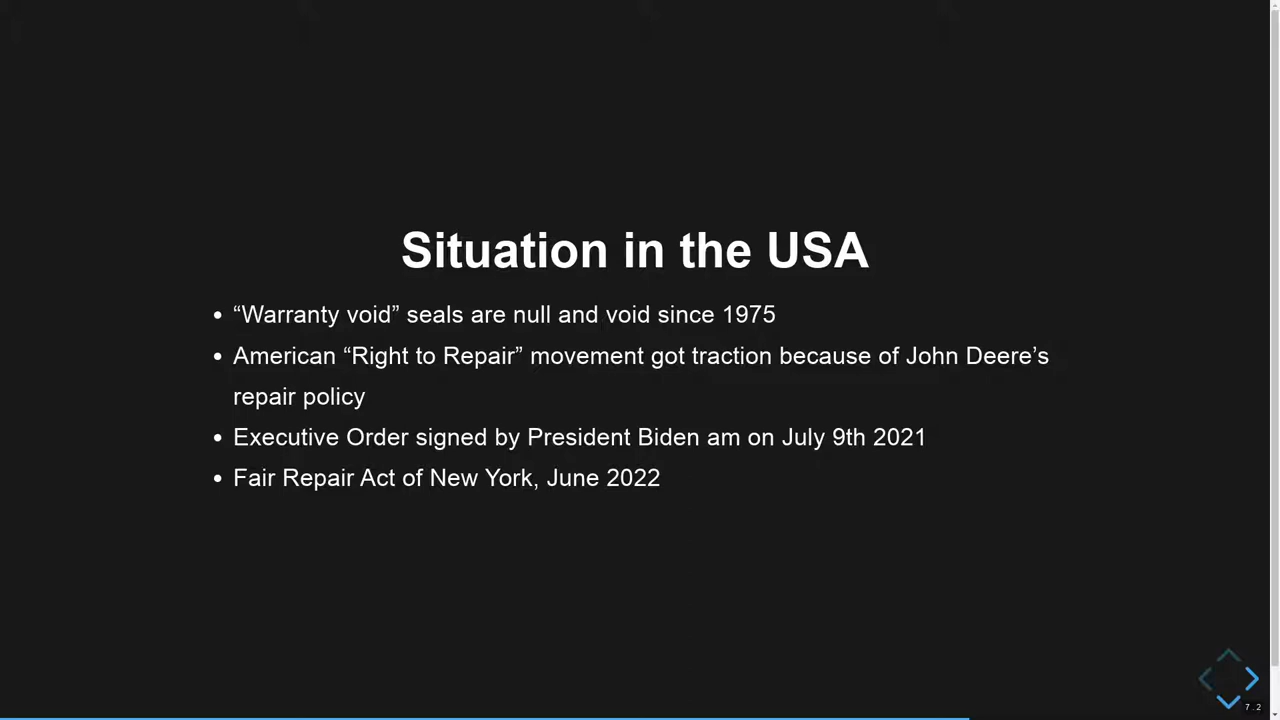 Situation in the USA
• “Warranty void” seals are null and void since 1975
• American “Right to Repair” movement got traction because of John Deere’s
repair policy
• Executive Order signed by President Biden am on July 9th 2021
• Fair Repair Act of New York, June 2022
7.2